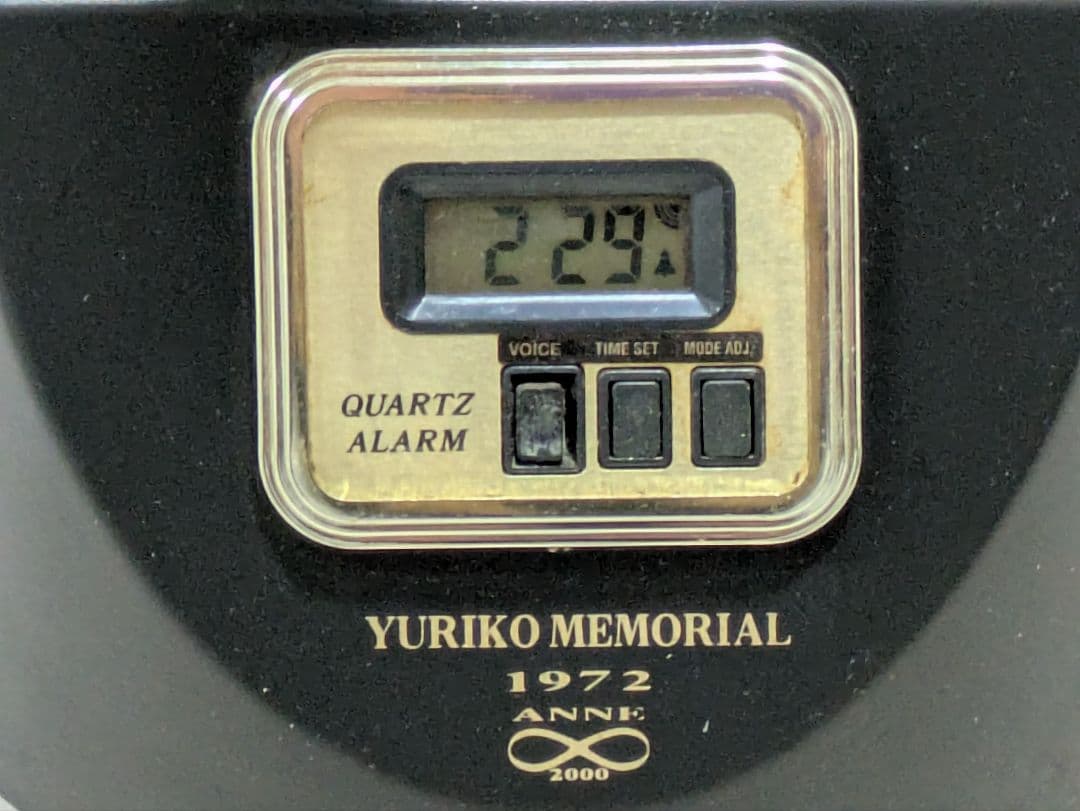 2 29
VOICE TIME SET MODE ADJ.
QUARTZ
ALARM
YURIKO MEMORIAL
1972
ANNE
2000